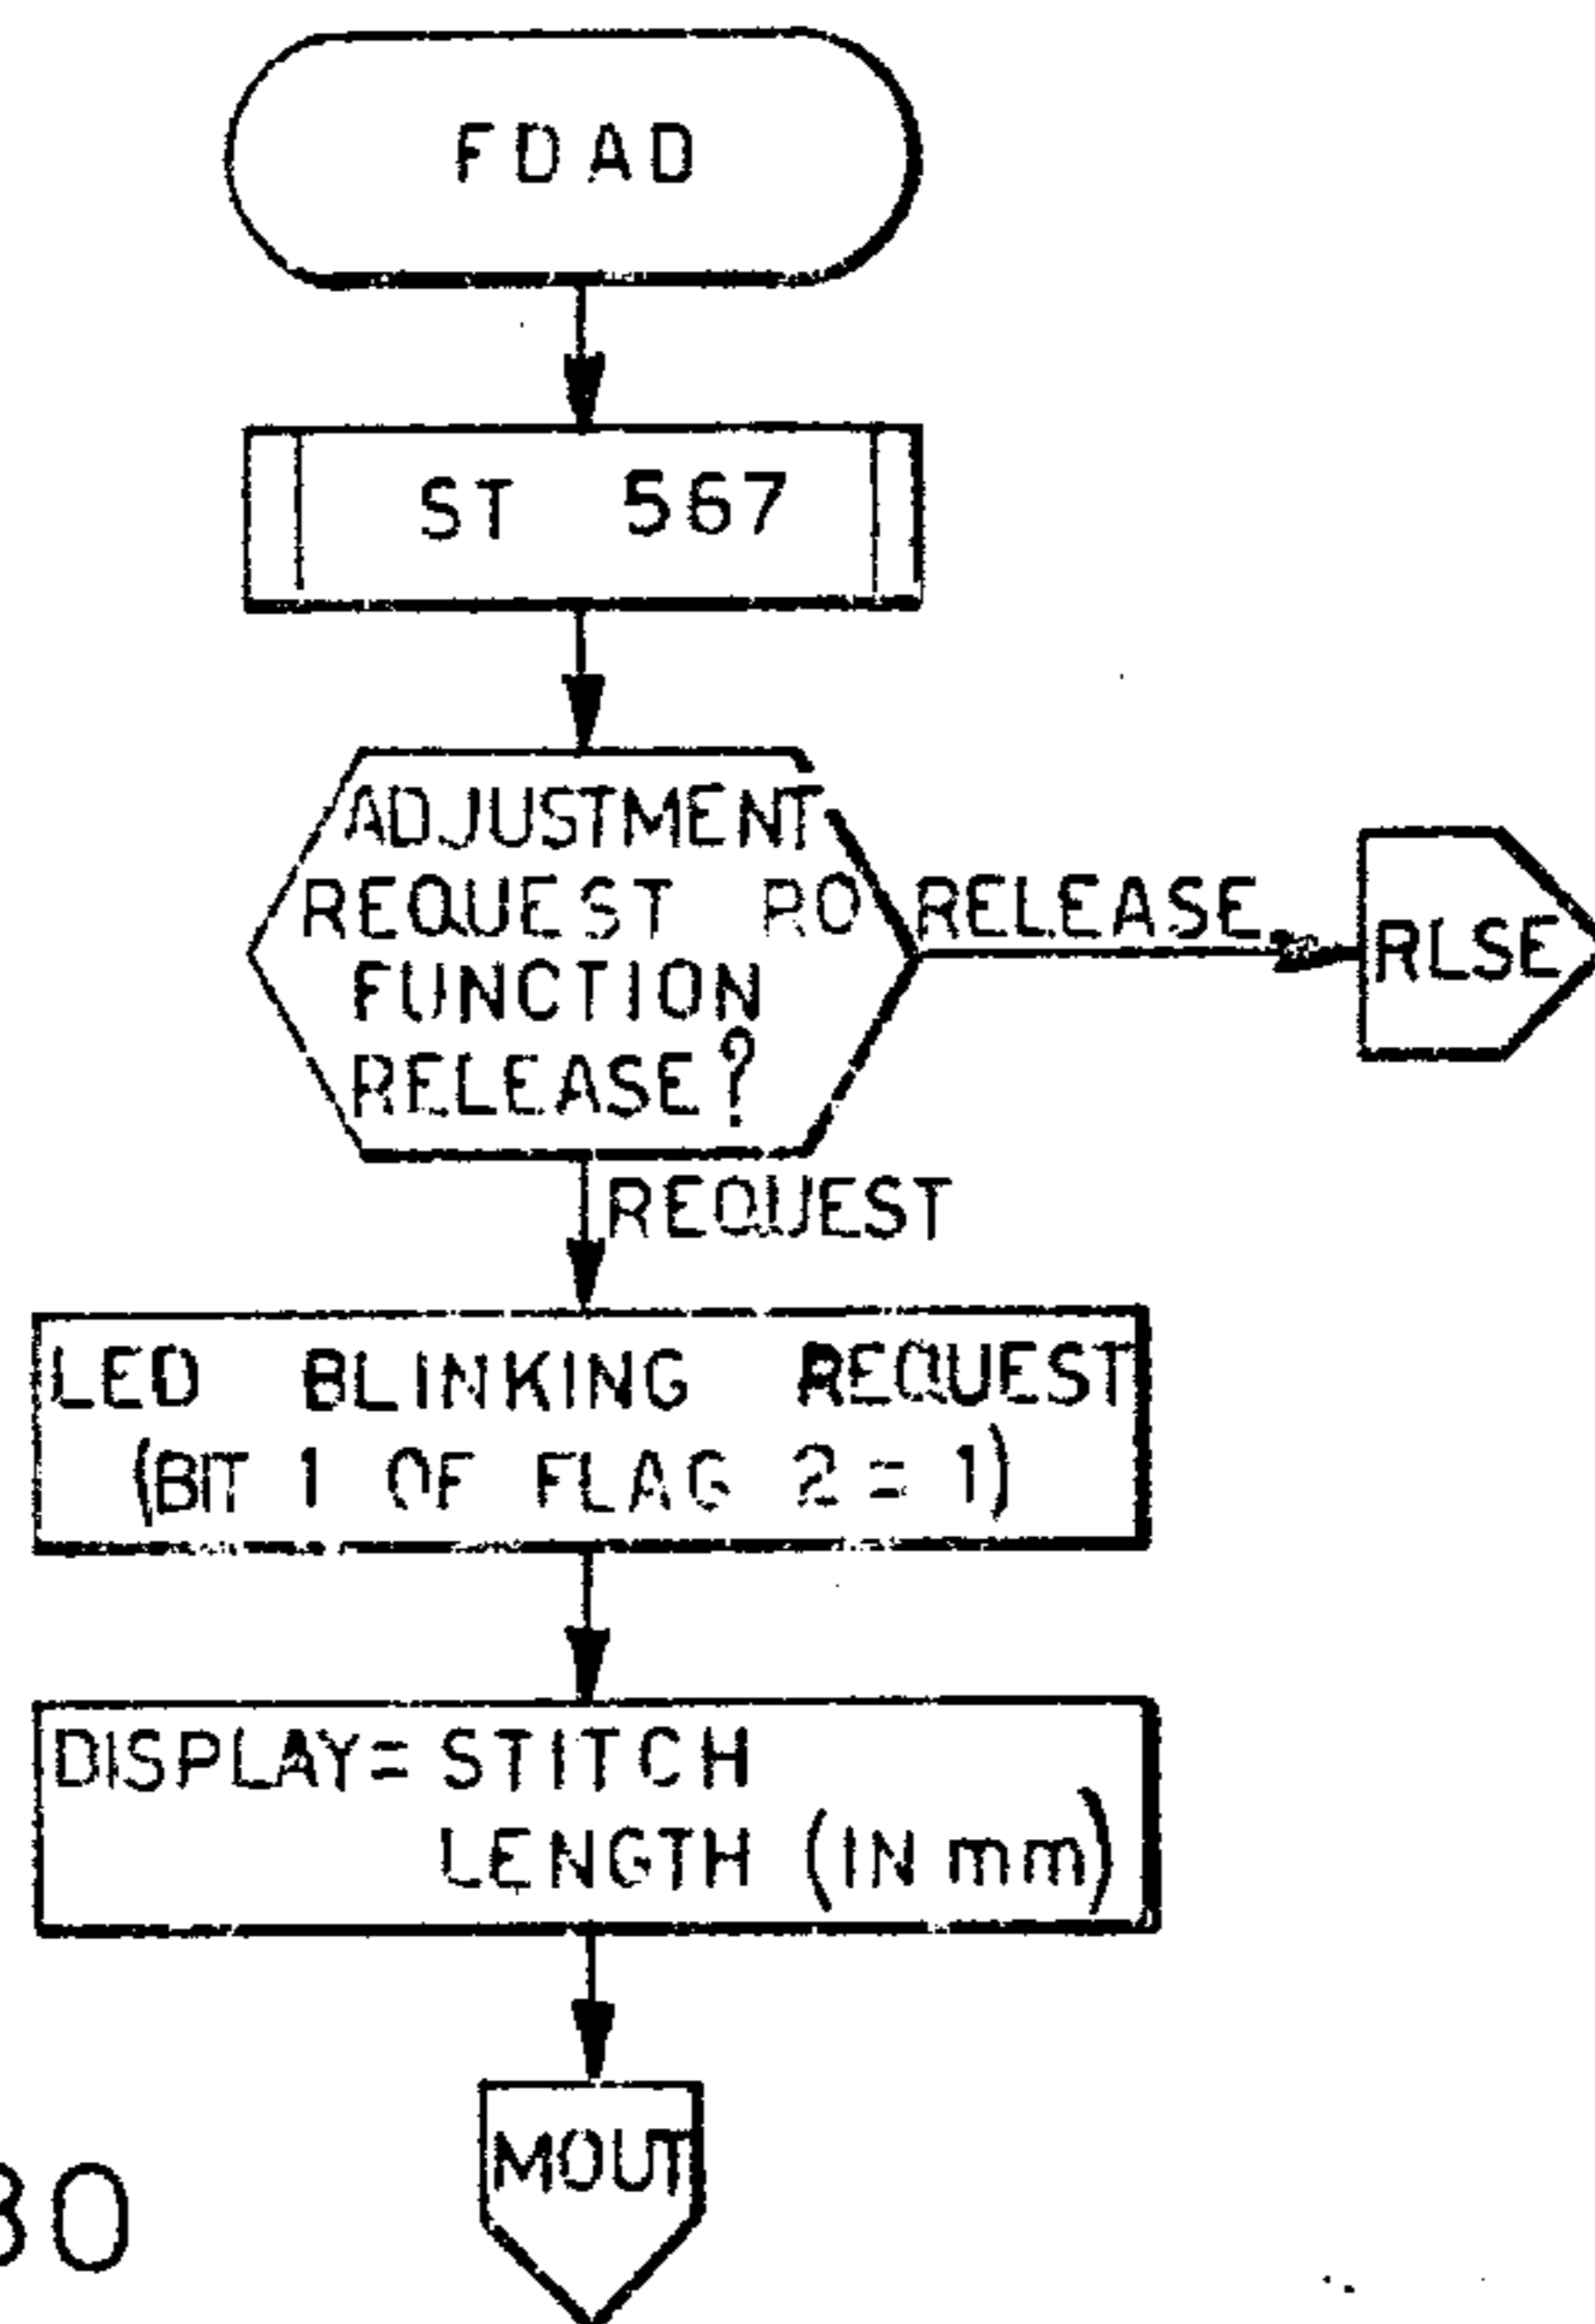 FDAD
ST 567
ADJUSTMENT
REQUEST RO
FUNCTION
RELEASE?
RELEASE
RLSE
REQUEST
LED BLINKING REQUEST
(BIT 1 OF FLAG 2 = 1)
DISPLAY= STITCH
LENGTH (IN mm)
MOUT